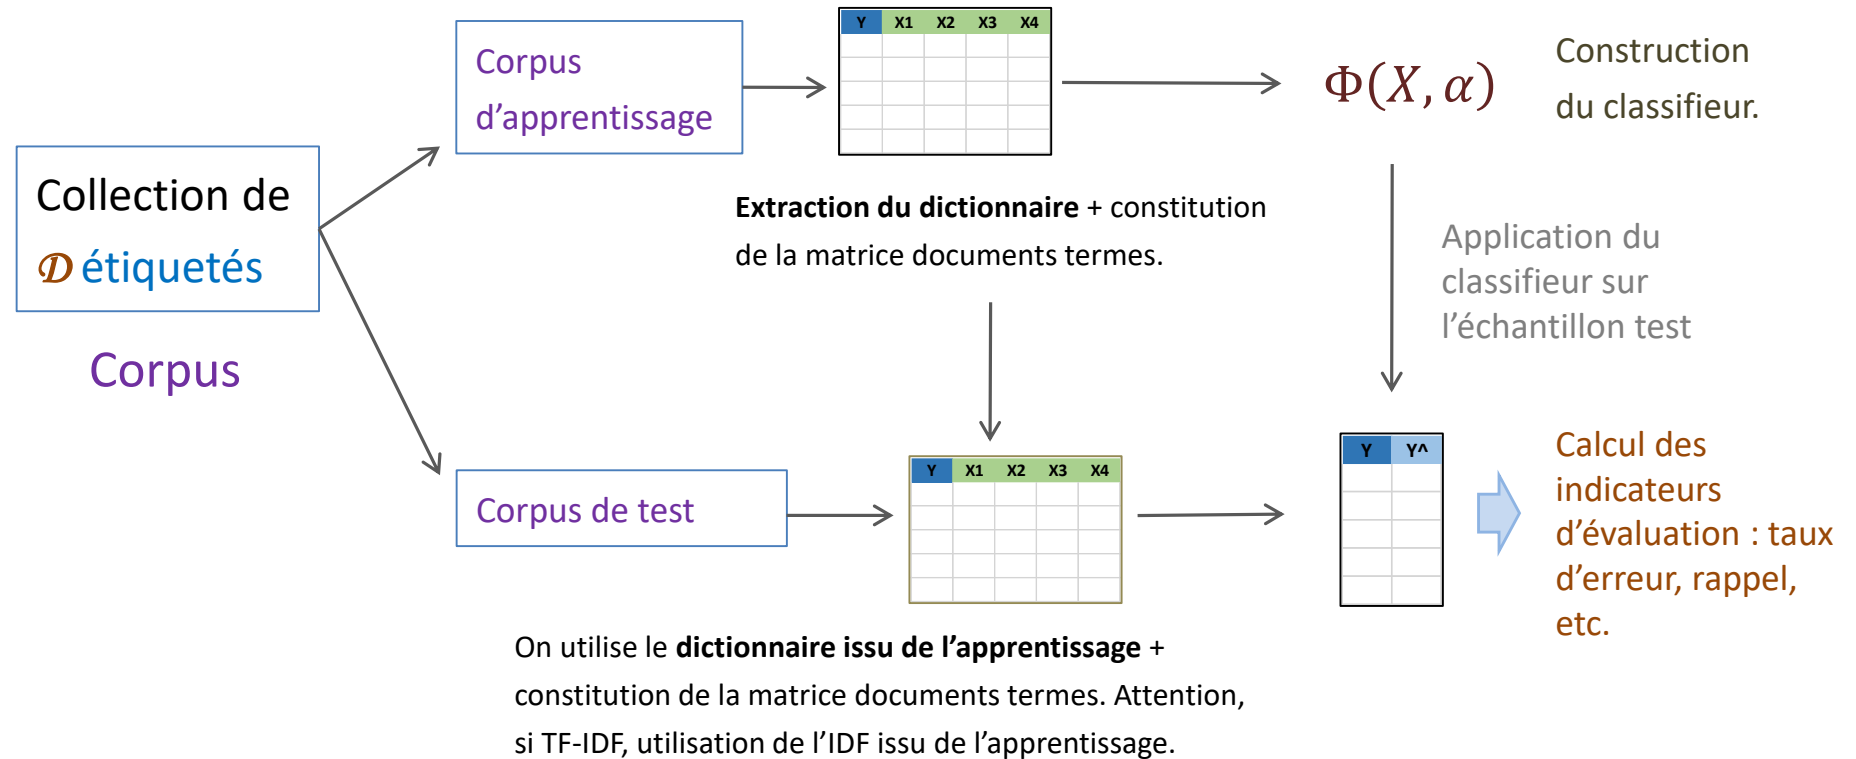 Collection de
𝒟 étiquetés
Corpus
Corpus
d’apprentissage
Y X1 X2 X3 X4
Φ(X, α)
Construction
du classifieur.
Extraction du dictionnaire + constitution
de la matrice documents termes.
Application du
classifieur sur
l’échantillon test
Corpus de test
Y X1 X2 X3 X4
Y Y^
Calcul des
indicateurs
d’évaluation : taux
d’erreur, rappel,
etc.
On utilise le dictionnaire issu de l’apprentissage +
constitution de la matrice documents termes. Attention,
si TF-IDF, utilisation de l’IDF issu de l’apprentissage.